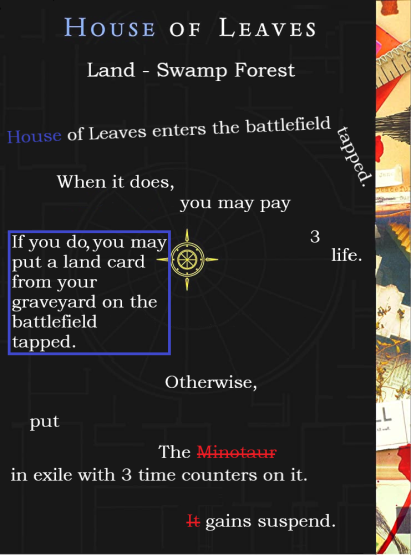 House of Leaves
Land - Swamp Forest
House of Leaves enters the battlefield
tapped.
When it does,
you may pay
3
life.
If you do, you may
put a land card
from your
graveyard on the
battlefield
tapped.
Otherwise,
put
The Minotaur
in exile with 3 time counters on it.
It gains suspend.